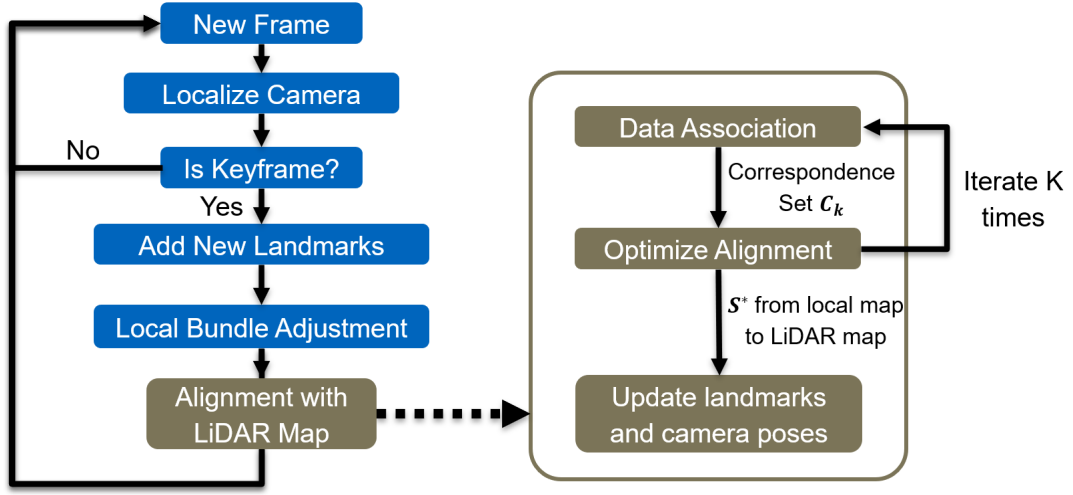 New Frame
Localize Camera
No
Is Keyframe?
Yes
Add New Landmarks
Local Bundle Adjustment
Alignment with
LiDAR Map
Data Association
Correspondence
Set C_k
Iterate K
times
Optimize Alignment
S* from local map
to LiDAR map
Update landmarks
and camera poses